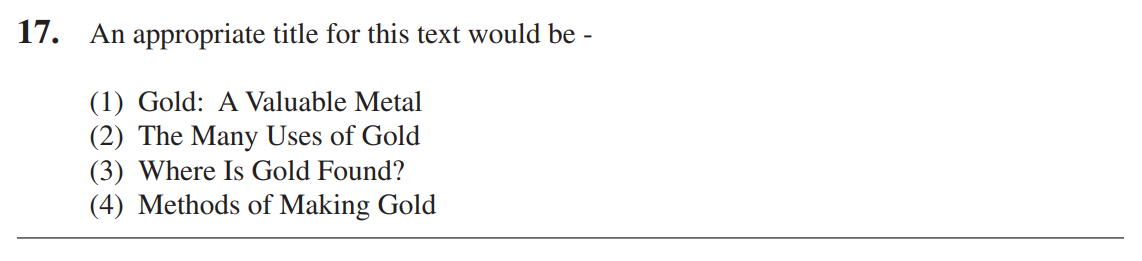 17. An appropriate title for this text would be -
(1) Gold: A Valuable Metal
(2) The Many Uses of Gold
(3) Where Is Gold Found?
(4) Methods of Making Gold